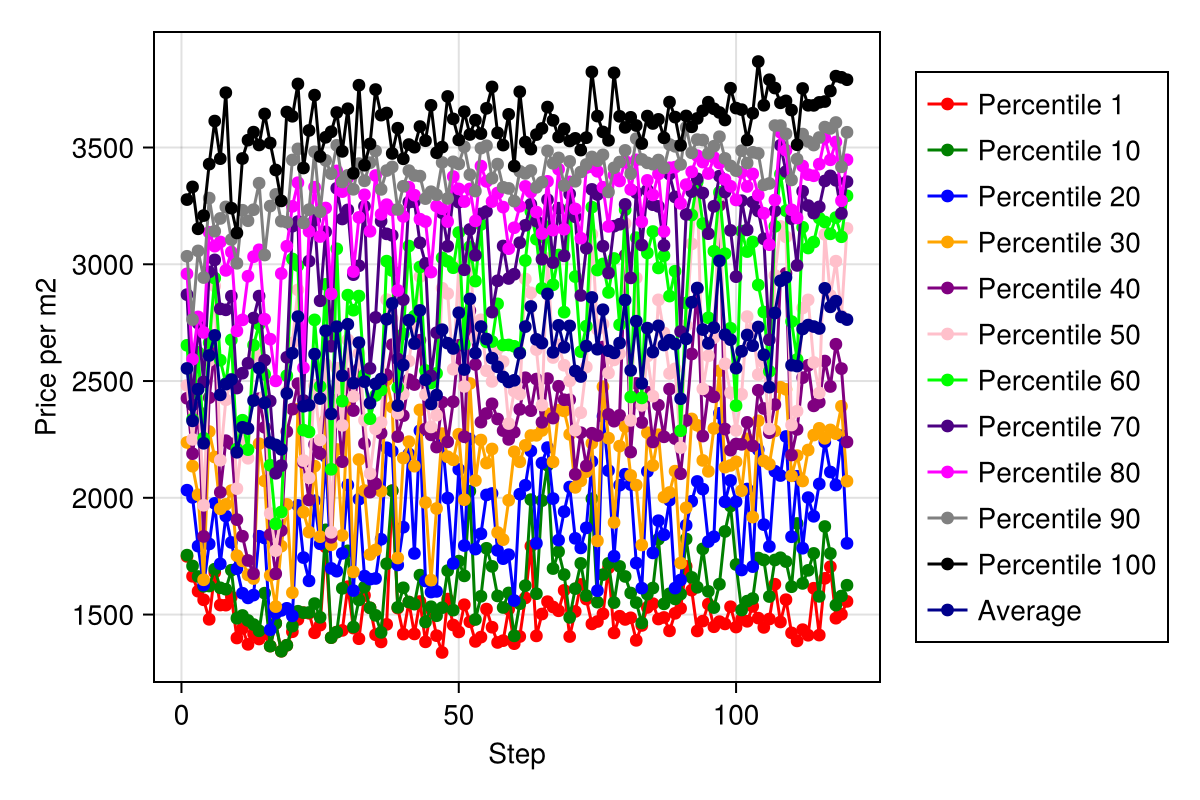 Price per m2
3500
3000
2500
2000
1500
0
50
100
Step
Percentile 1
Percentile 10
Percentile 20
Percentile 30
Percentile 40
Percentile 50
Percentile 60
Percentile 70
Percentile 80
Percentile 90
Percentile 100
Average